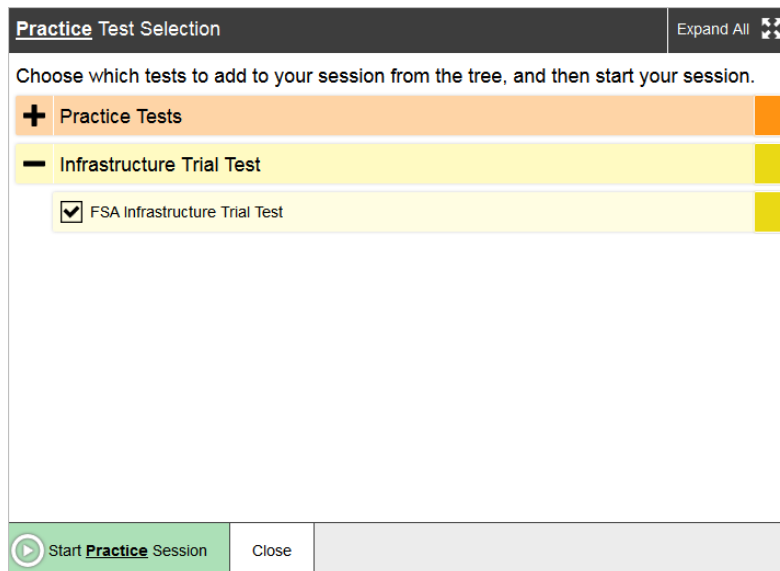 Practice Test Selection
Expand All
Choose which tests to add to your session from the tree, and then start your session.
Practice Tests
Infrastructure Trial Test
FSA Infrastructure Trial Test
Start Practice Session
Close